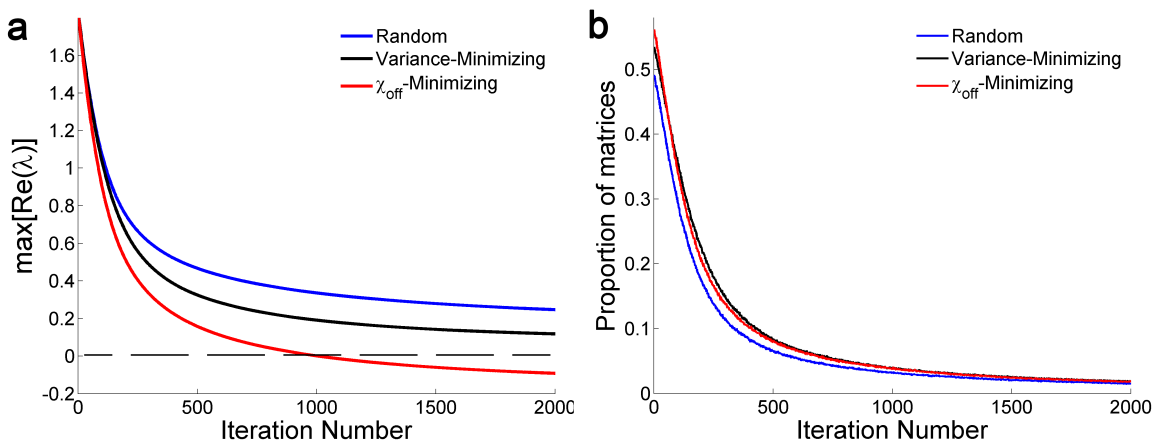 a
Random
Variance-Minimizing
χoff-Minimizing
max[Re(λ)]
1.6
1.4
1.2
1
0.8
0.6
0.4
0.2
0
-0.2
0 500 1000 1500 2000
Iteration Number
b
Random
Variance-Minimizing
χoff-Minimizing
Proportion of matrices
0.5
0.4
0.3
0.2
0.1
0
0 500 1000 1500 2000
Iteration Number